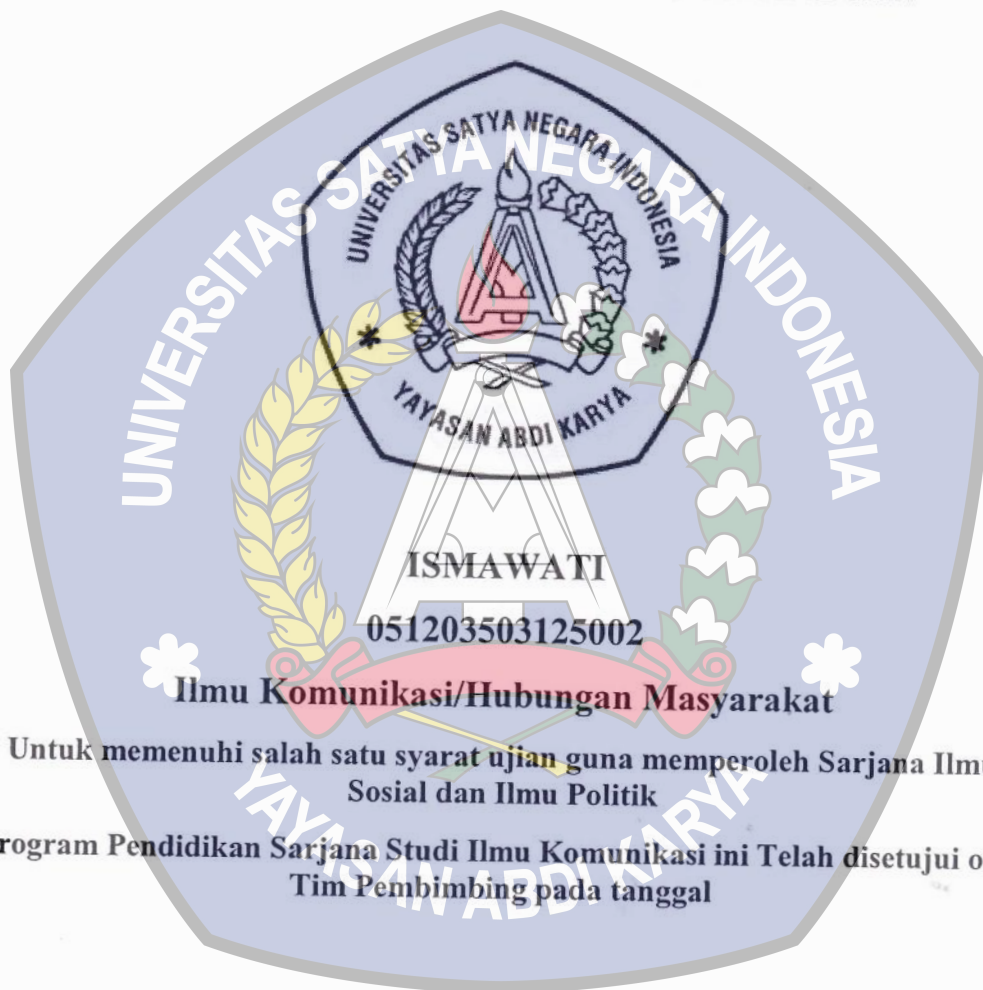 UNIVERSITAS SATYA NEGARA INDONESIA
YAYASAN ABDI KARYA
UNIVERSITAS SATYA NEGARA INDONESIA
ISMAWATI
051203503125002
Ilmu Komunikasi/Hubungan Masyarakat
Untuk memenuhi salah satu syarat ujian guna memperoleh Sarjana Ilm
Sosial dan Ilmu Politik
rogram Pendidikan Sarjana Studi Ilmu Komunikasi ini Telah disetujui o
Tim Pembimbing pada tanggal
YAYASAN ABDI KARYA